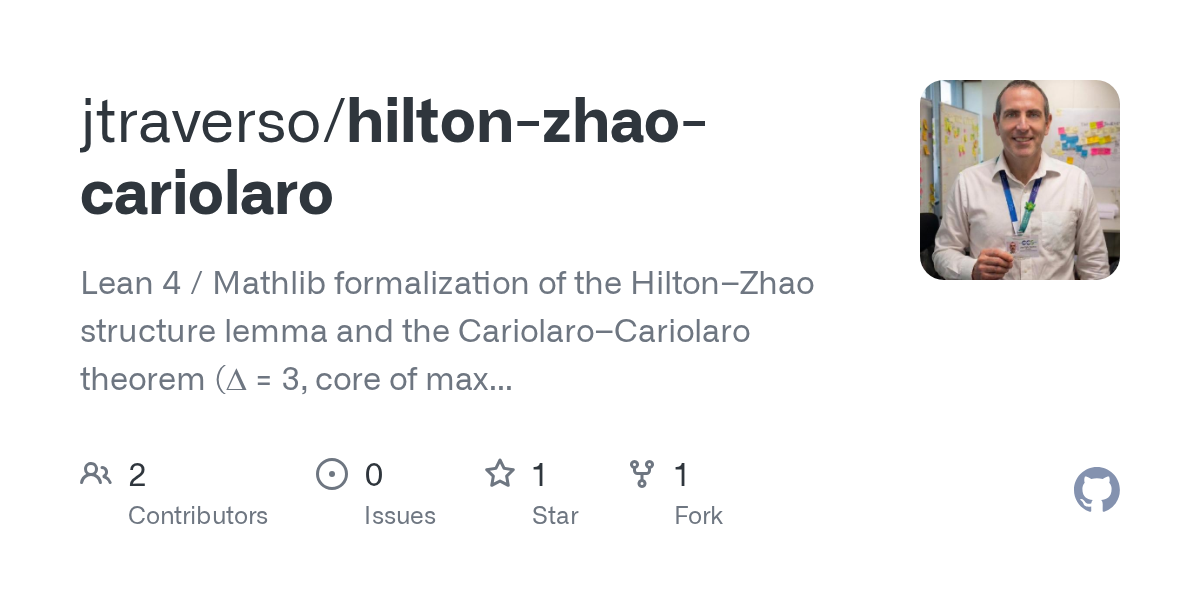 jtraverso/hilton-zhao-
cariolaro
Lean 4 / Mathlib formalization of the Hilton–Zhao
structure lemma and the Cariolaro–Cariolaro
theorem (Δ = 3, core of max...
2 0 1 1
Contributors Issues Star Fork